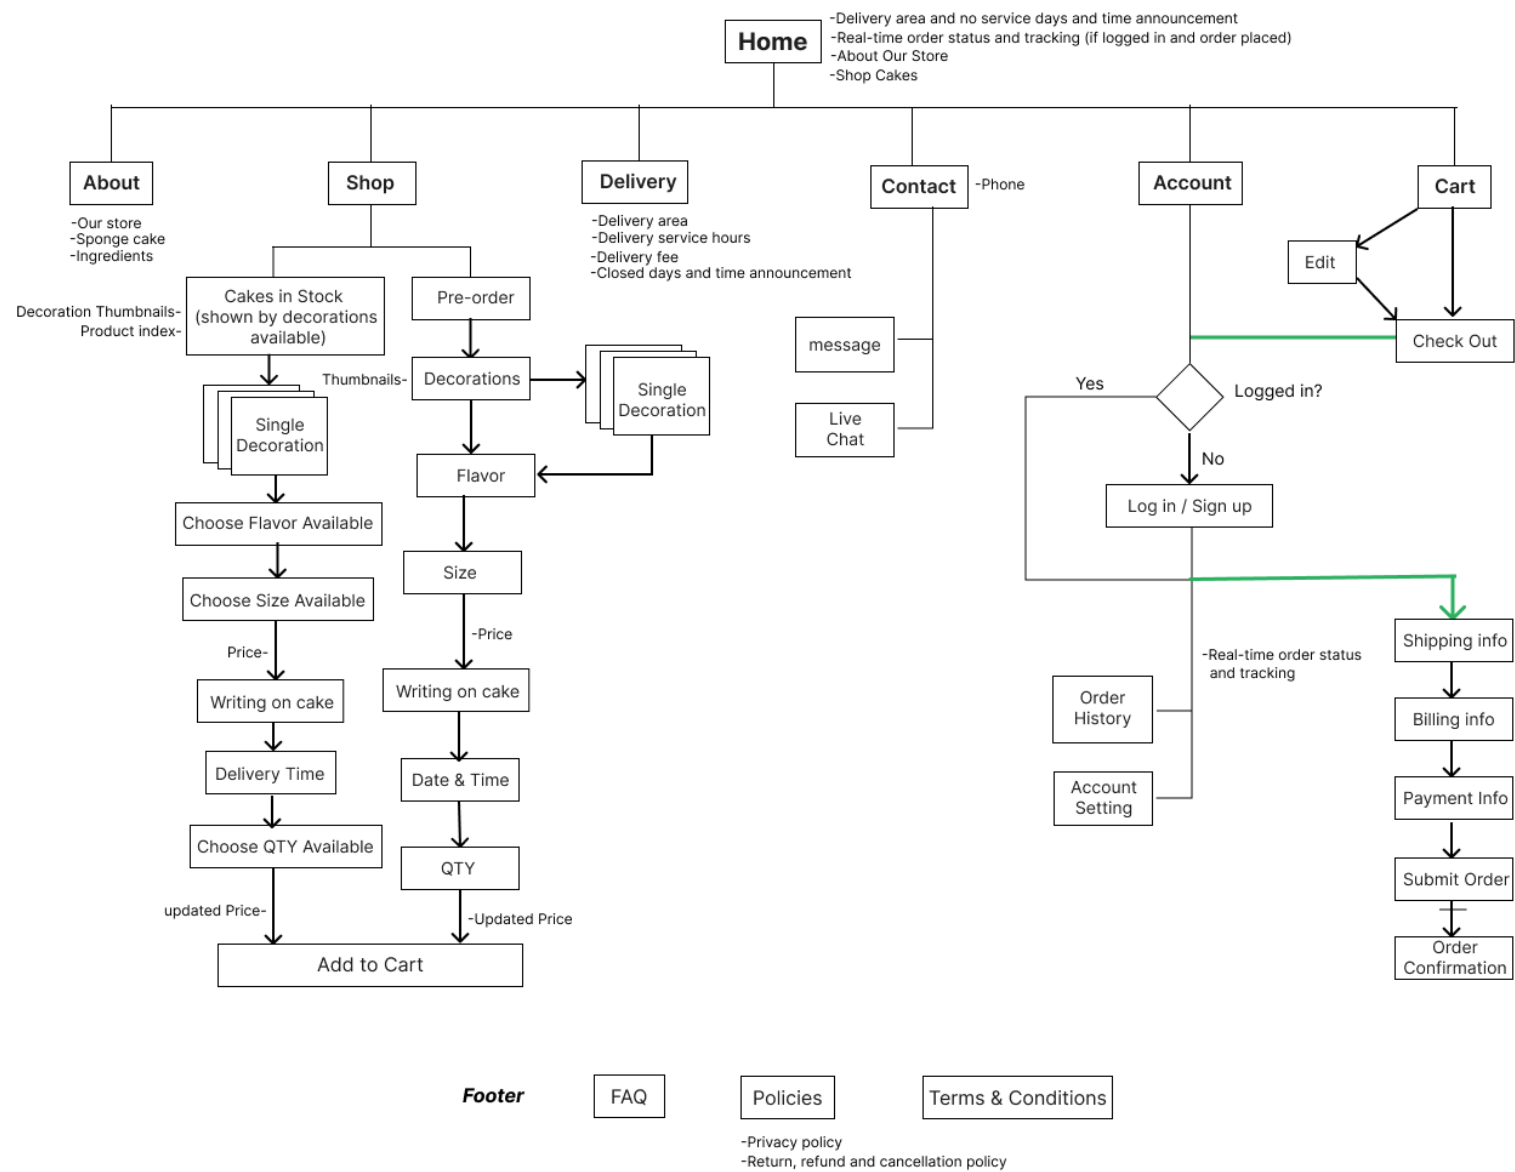 Home
-Delivery area and no service days and time announcement
-Real-time order status and tracking (if logged in and order placed)
-About Our Store
-Shop Cakes
About
-Our store
-Sponge cake
-Ingredients
Shop
Decoration Thumbnails-
Product index-
Cakes in Stock
(shown by decorations
available)
Single
Decoration
Choose Flavor Available
Choose Size Available
Price-
Writing on cake
Delivery Time
Choose QTY Available
updated Price-
Pre-order
Thumbnails-
Decorations
Single
Decoration
Flavor
Size
-Price
Writing on cake
Date & Time
QTY
-Updated Price
Add to Cart
Delivery
-Delivery area
-Delivery service hours
-Delivery fee
-Closed days and time announcement
Contact
-Phone
message
Live
Chat
Account
Yes
Logged in?
No
Log in / Sign up
-Real-time order status
and tracking
Order
History
Account
Setting
Cart
Edit
Check Out
Shipping info
Billing info
Payment Info
Submit Order
Order
Confirmation
Footer
FAQ
Policies
-Privacy policy
-Return, refund and cancellation policy
Terms & Conditions